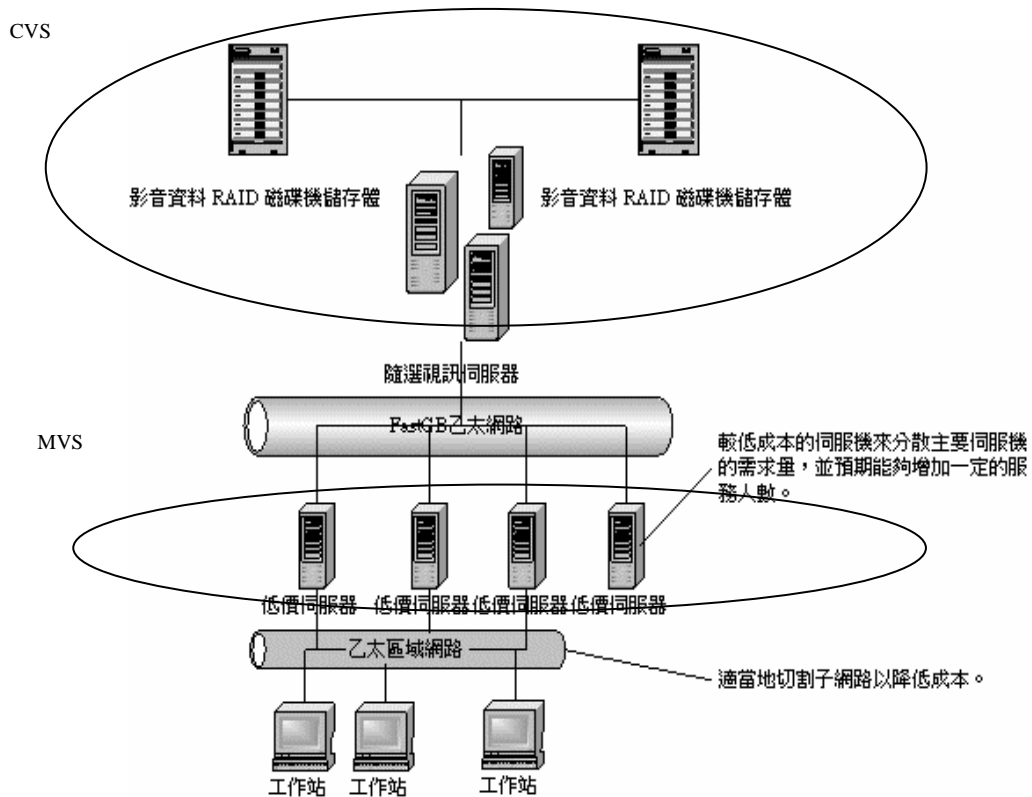 CVS
影音資料 RAID 磁碟機儲存體
影音資料 RAID 磁碟機儲存體
隨選視訊伺服器
FastGB乙太網路
MVS
較低成本的伺服機來分散主要伺服機
的需求量,並預期能夠增加一定的服
務人數。
低價伺服器
低價伺服器
低價伺服器
低價伺服器
乙太區域網路
適當地切割子網路以降低成本。
工作站
工作站
工作站